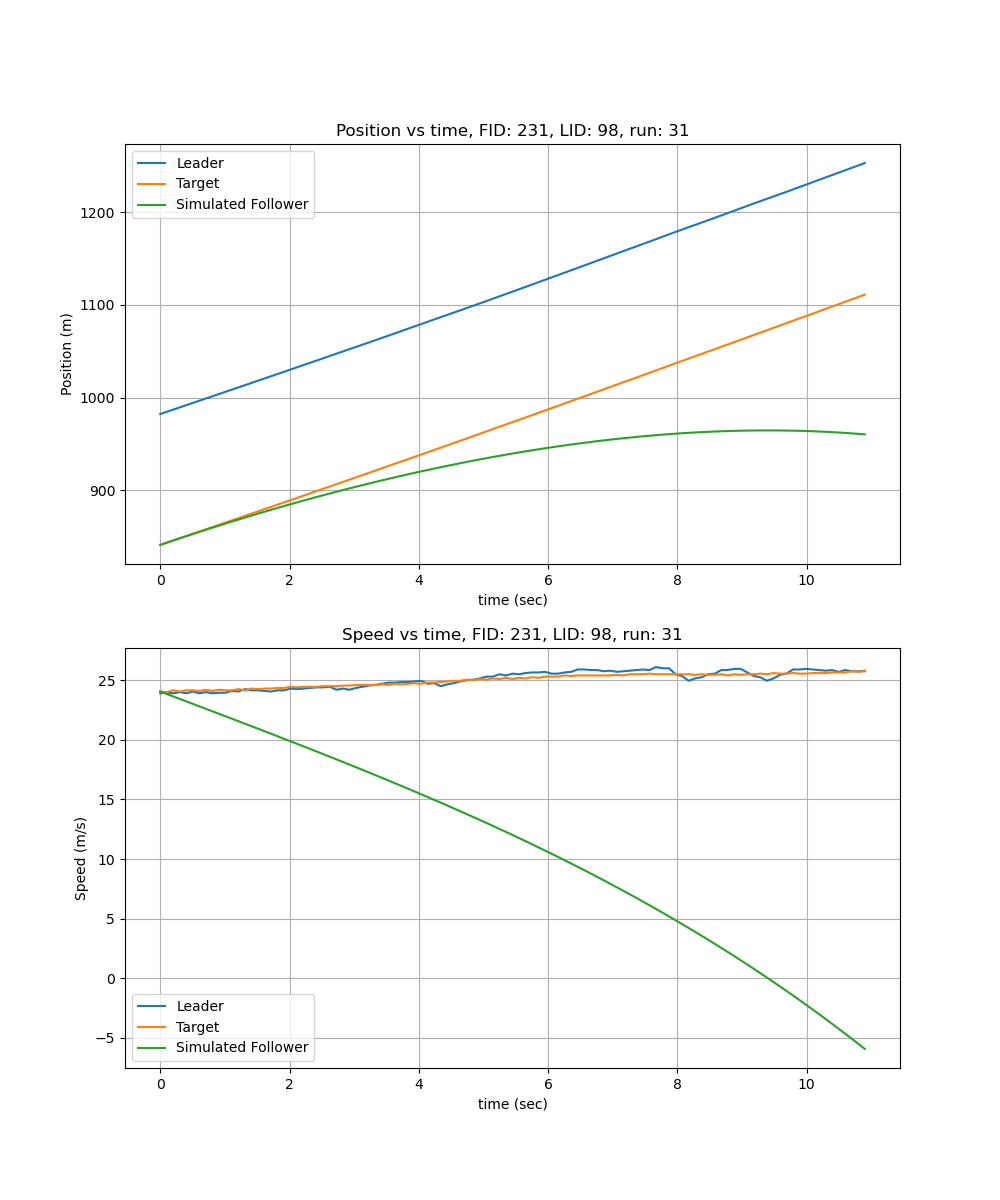 Position vs time, FID: 231, LID: 98, run: 31
Leader
Target
Simulated Follower
1200
1100
1000
900
Position (m)
0 2 4 6 8 10
time (sec)
Speed vs time, FID: 231, LID: 98, run: 31
25
20
15
10
5
0
−5
Speed (m/s)
Leader
Target
Simulated Follower
0 2 4 6 8 10
time (sec)